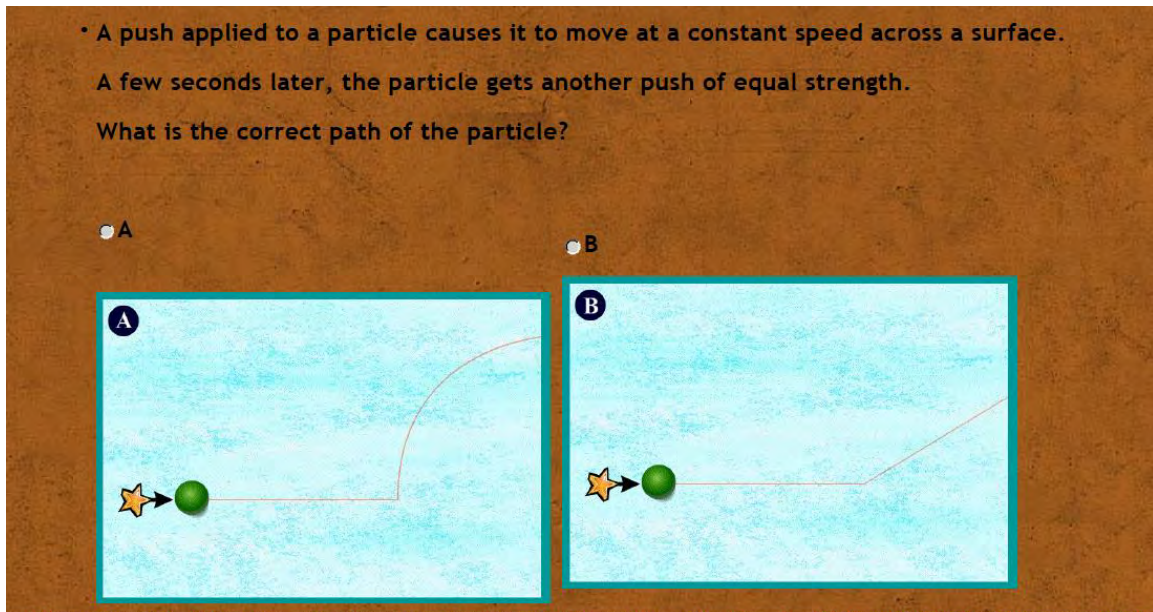 • A push applied to a particle causes it to move at a constant speed across a surface.
A few seconds later, the particle gets another push of equal strength.
What is the correct path of the particle?
A
B
A
B